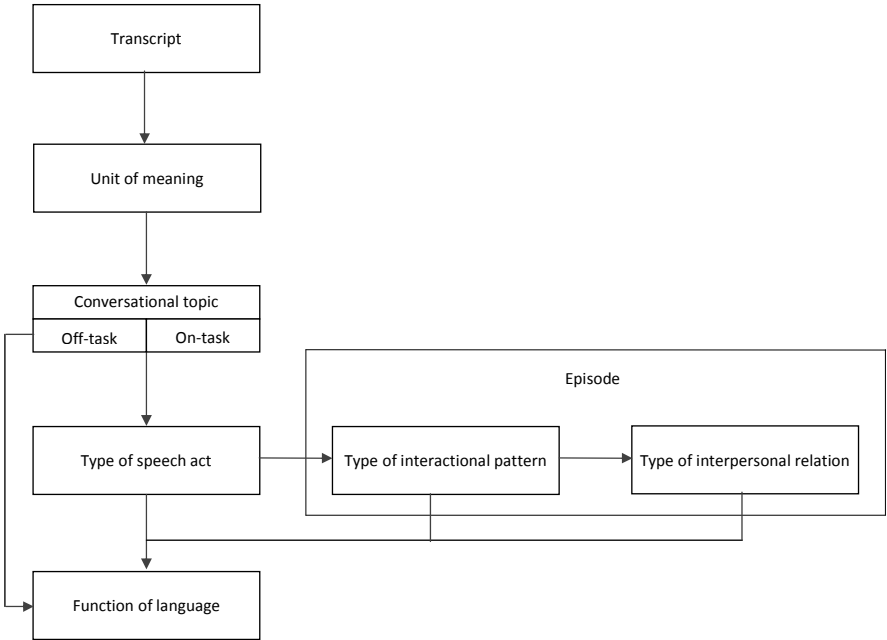 Transcript
Unit of meaning
Conversational topic
Off-task
On-task
Episode
Type of speech act
Type of interactional pattern
Type of interpersonal relation
Function of language